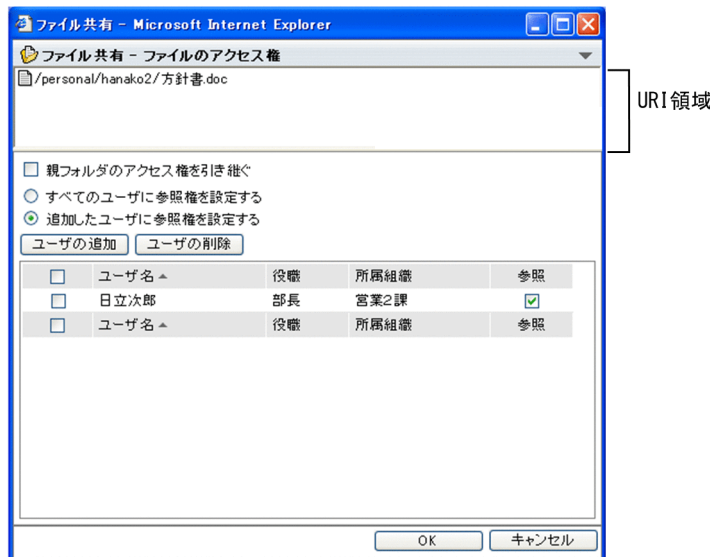 ファイル共有 - Microsoft Internet Explorer
ファイル共有 - ファイルのアクセス権
/personal/hanako2/方針書.doc
URI領域
親フォルダのアクセス権を引き継ぐ
すべてのユーザに参照権を設定する
追加したユーザに参照権を設定する
ユーザの追加 ユーザの削除
ユーザ名 役職 所属組織 参照
日立次郎 部長 営業2課
ユーザ名 役職 所属組織 参照
OK キャンセル